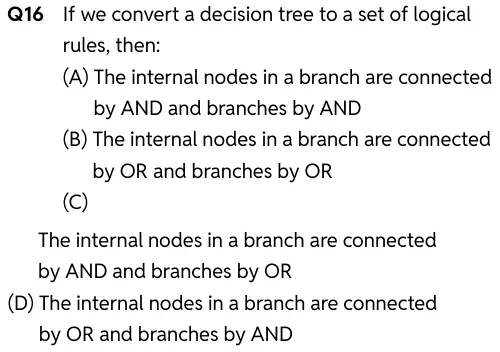 Q16 If we convert a decision tree to a set of logical
rules, then:
(A) The internal nodes in a branch are connected
by AND and branches by AND
(B) The internal nodes in a branch are connected
by OR and branches by OR
(C)
The internal nodes in a branch are connected
by AND and branches by OR
(D) The internal nodes in a branch are connected
by OR and branches by AND